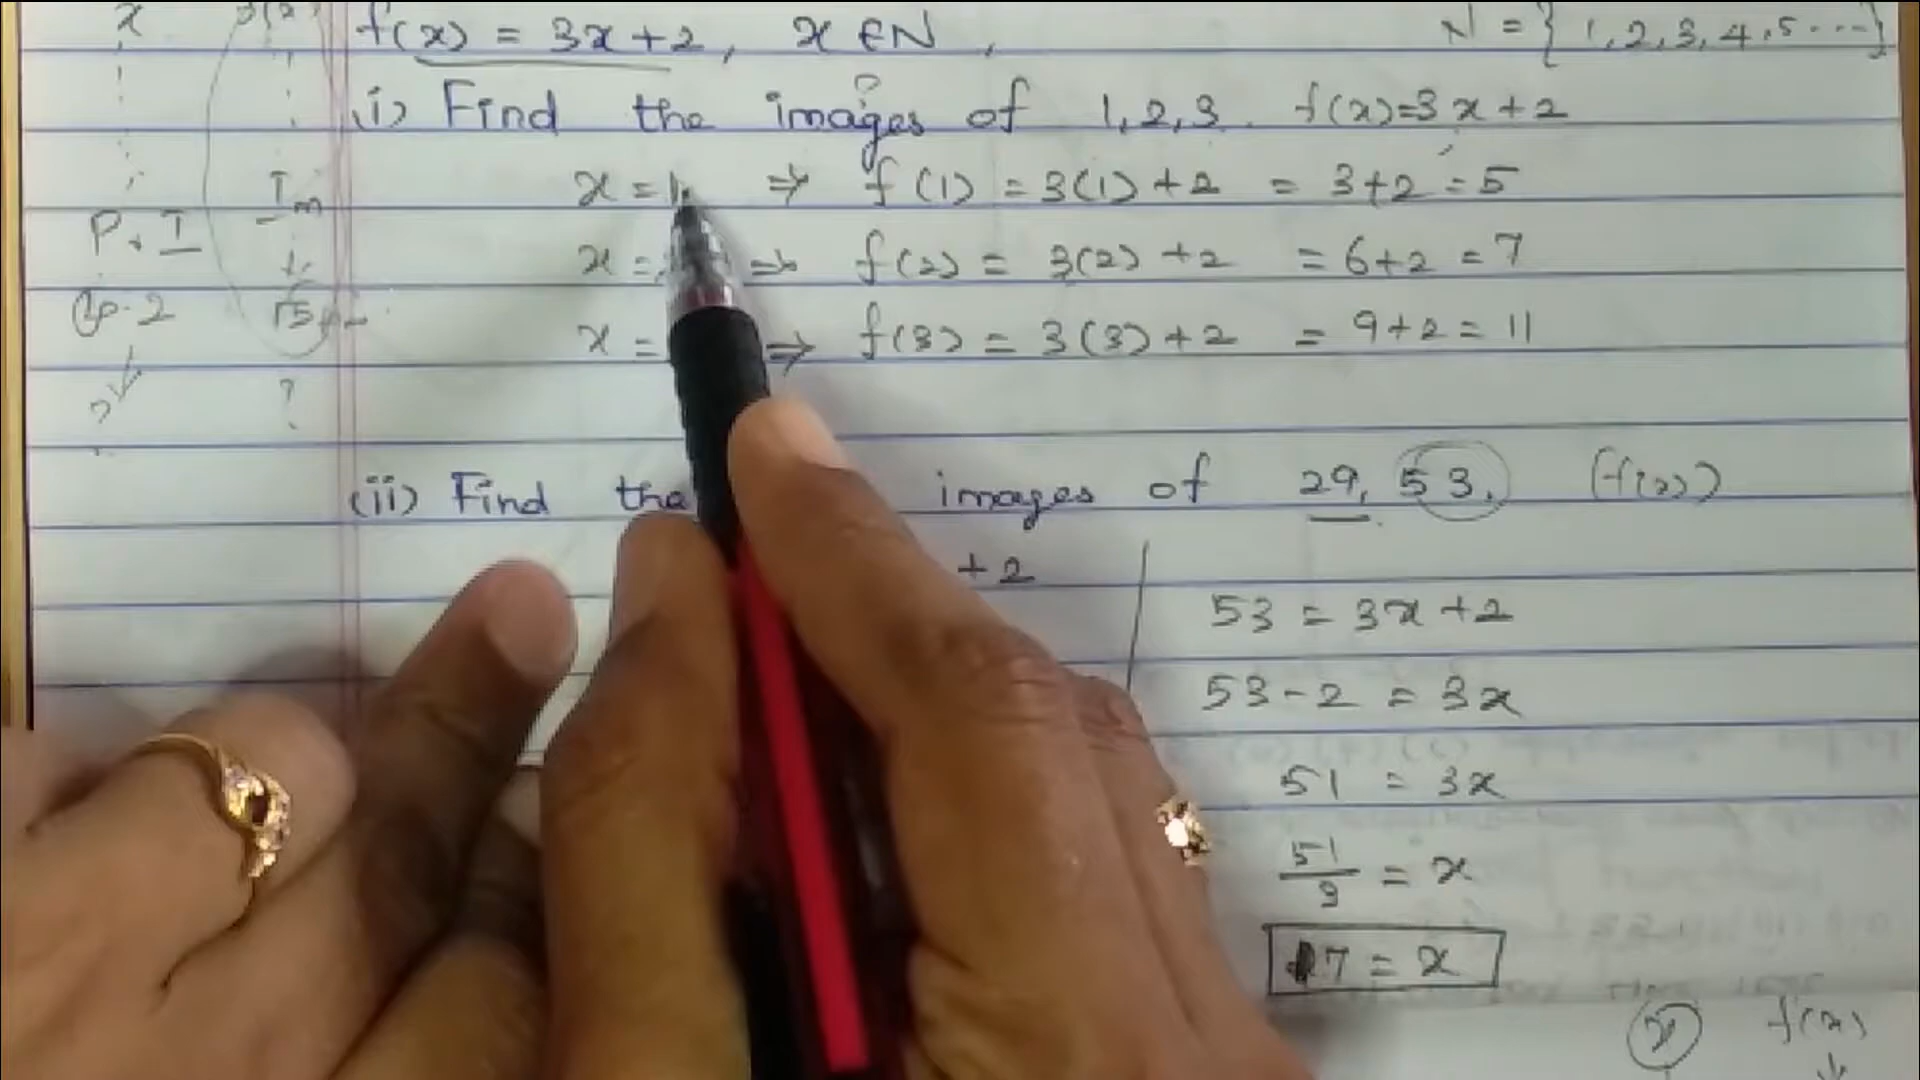 f(x) = 3x+2, x ∈N, N = {1,2,3,4,5....}
(i) Find the images of 1,2,3. f(x)=3x+2
x = 1 ⇒ f(1) = 3(1)+2 = 3+2 = 5
x = ⇒ f(2) = 3(2)+2 = 6+2 = 7
x = ⇒ f(3) = 3(3)+2 = 9+2 = 11
P. I
Im
?
(ii) Find the images of 29, 53. (f(x))
+2
53 = 3x+2
53-2 = 3x
51 = 3x
51/3 = x
17 = x
x f(x)